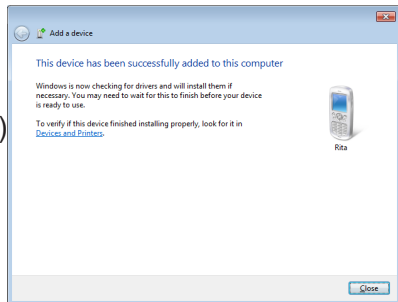 Add a device
This device has been successfully added to this computer
Windows is now checking for drivers and will install them if
necessary. You may need to wait for this to finish before your device
is ready to use.
To verify if this device finished installing properly, look for it in
Devices and Printers.
)
Rita
Close